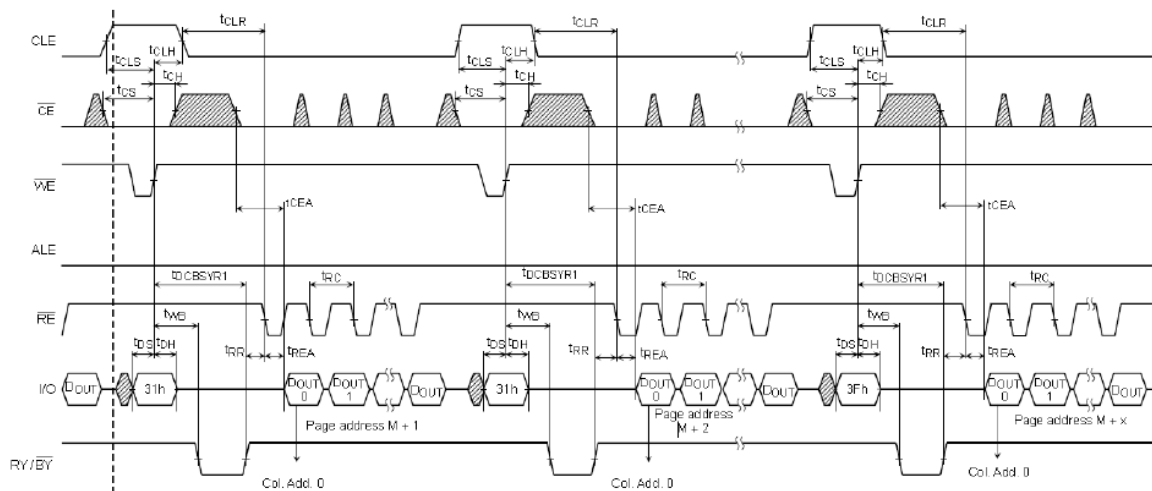 tCLR tCLR tCLR
CLE
tCLH tCLH tCLH
tCLS tCLS tCLS
tCH tCH tCH
tCS tCS tCS
CE
WE
tCEA tCEA tCEA
ALE
tDCBSYR1 tDCBSYR1 tDCBSYR1
tRC tRC tRC
RE
tWB tWB tWB
tDS tDH tRR tREA tDS tDH tRR tREA tDS tDH tRR tREA
I/O DOUT 31h DOUT 0 DOUT 1 DOUT 31h DOUT 0 DOUT 1 DOUT 3Fh DOUT 0 DOUT 1 DOUT
Page address M + 1
Page address M + 2
Page address M + x
RY/BY
Col. Add. 0 Col. Add. 0 Col. Add. 0